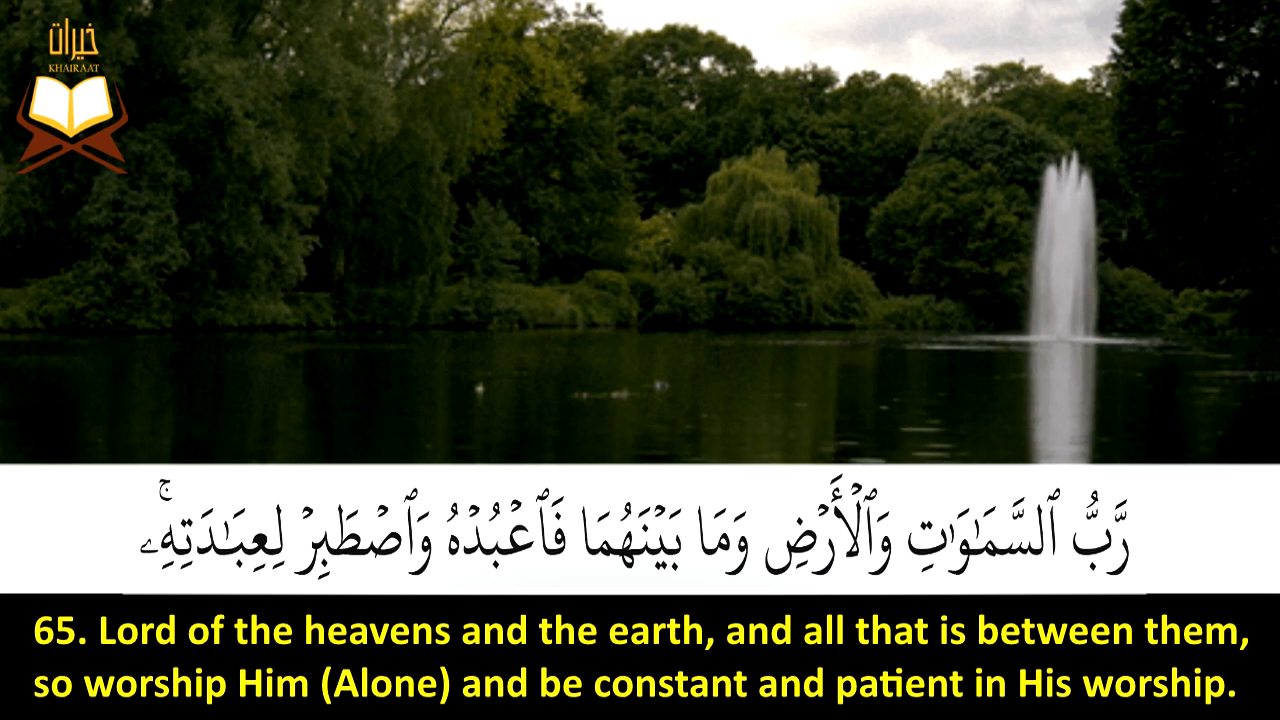 خيرات
KHAIRAAT
رَّبُّ ٱلسَّمَـٰوَٰتِ وَٱلْأَرْضِ وَمَا بَيْنَهُمَا فَٱعْبُدْهُ وَٱصْطَبِرْ لِعِبَـٰدَتِهِۦ ۚ
65. Lord of the heavens and the earth, and all that is between them,
so worship Him (Alone) and be constant and patient in His worship.